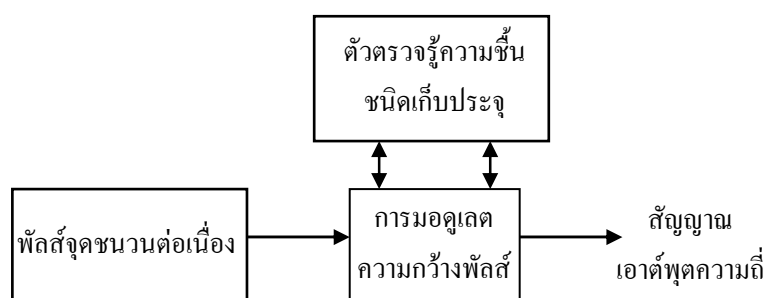 ตัวตรวจรู้ความชื้น
ชนิดเก็บประจุ
พัลส์จุดชนวนต่อเนื่อง
การมอดูเลต
ความกว้างพัลส์
สัญญาณ
เอาต์พุตความถี่